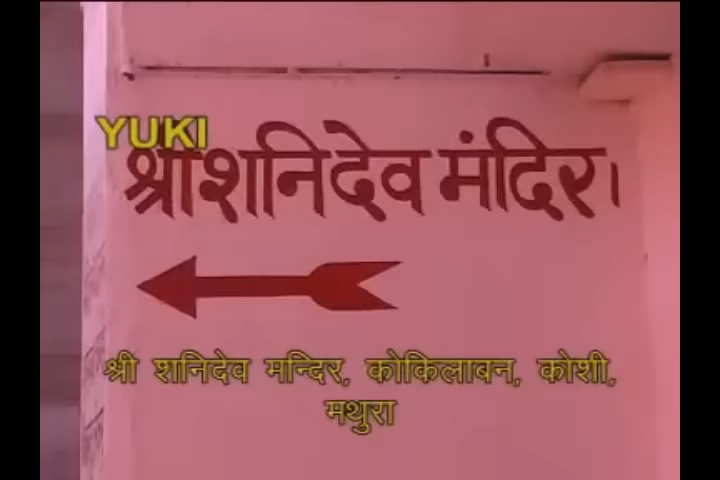 YUKI
श्री शनिदेव मंदिर।
श्री शनिदेव मन्दिर, कोकिलाबन, कोशी,
मथुरा